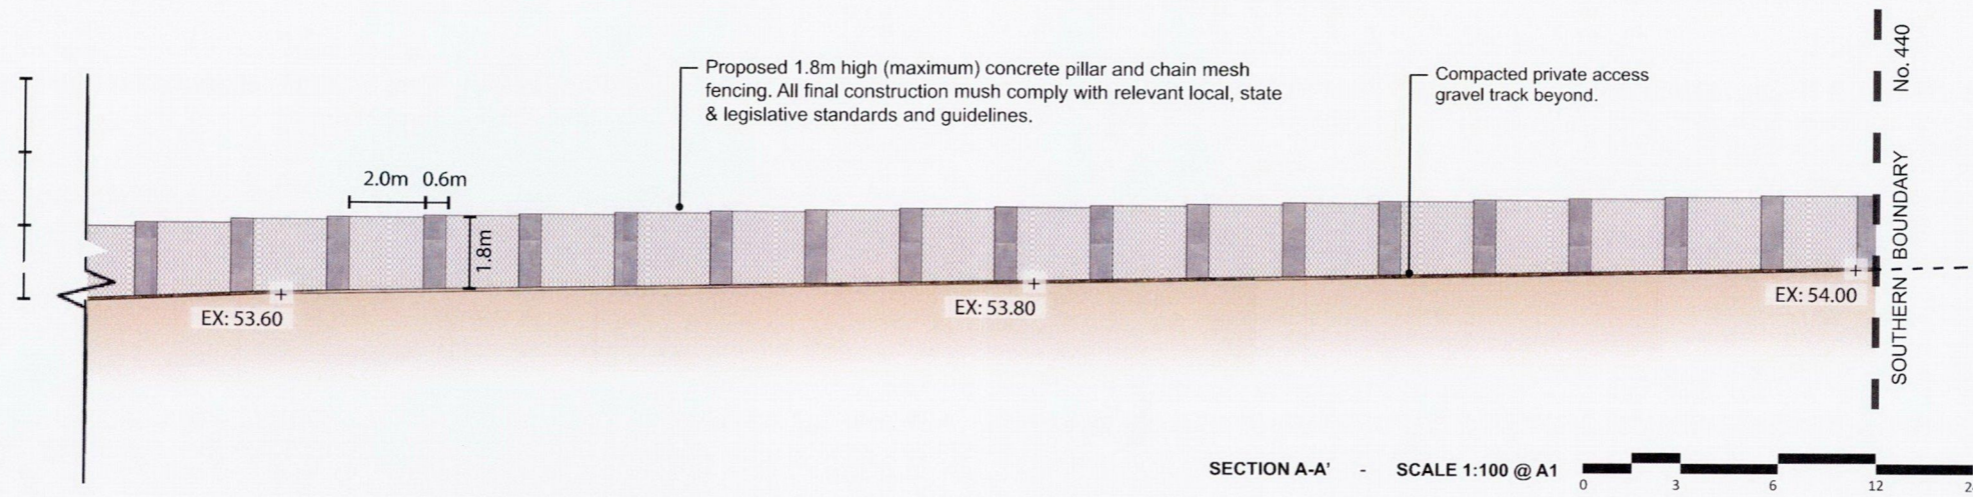 Proposed 1.8m high (maximum) concrete pillar and chain mesh
fencing. All final construction mush comply with relevant local, state
& legislative standards and guidelines.
Compacted private access
gravel track beyond.
No. 440
SOUTHERN BOUNDARY
2.0m 0.6m
1.8m
EX: 53.60
EX: 53.80
EX: 54.00
SECTION A-A' - SCALE 1:100 @ A1
0 3 6 12